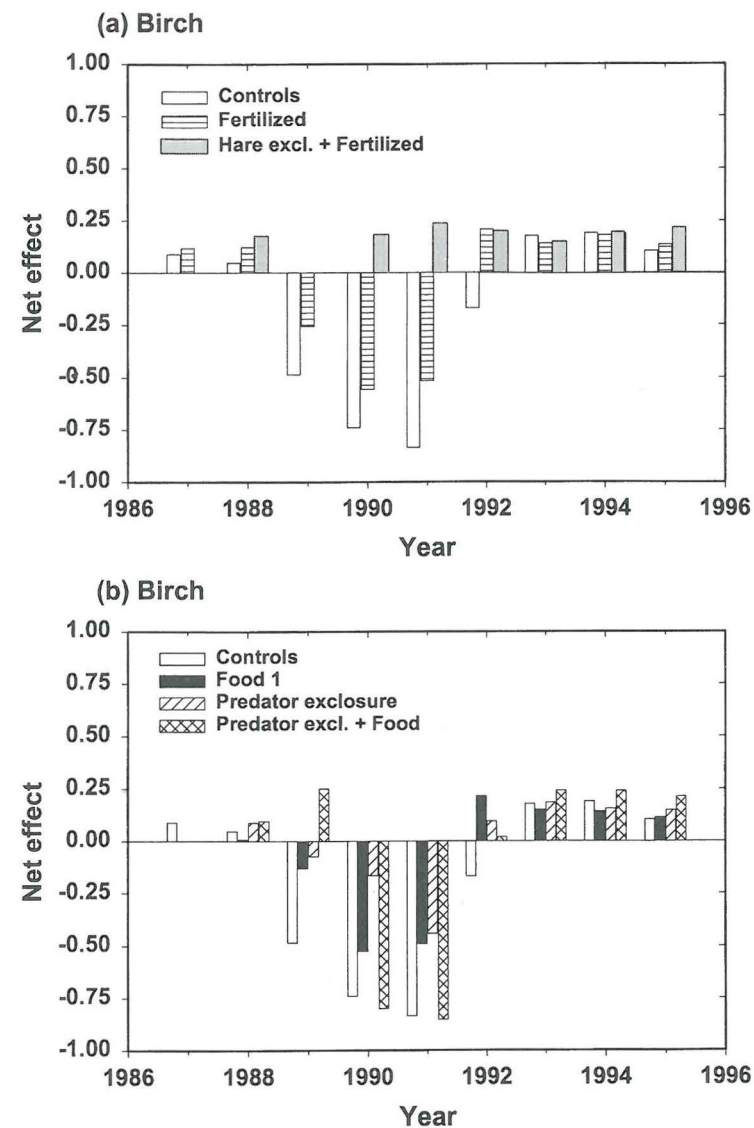 (a) Birch
1.00
0.75
0.50
0.25
0.00
-0.25
-0.50
-0.75
-1.00
Net effect
Controls
Fertilized
Hare excl. + Fertilized
1986 1988 1990 1992 1994 1996
Year
(b) Birch
1.00
0.75
0.50
0.25
0.00
-0.25
-0.50
-0.75
-1.00
Net effect
Controls
Food 1
Predator exclosure
Predator excl. + Food
1986 1988 1990 1992 1994 1996
Year